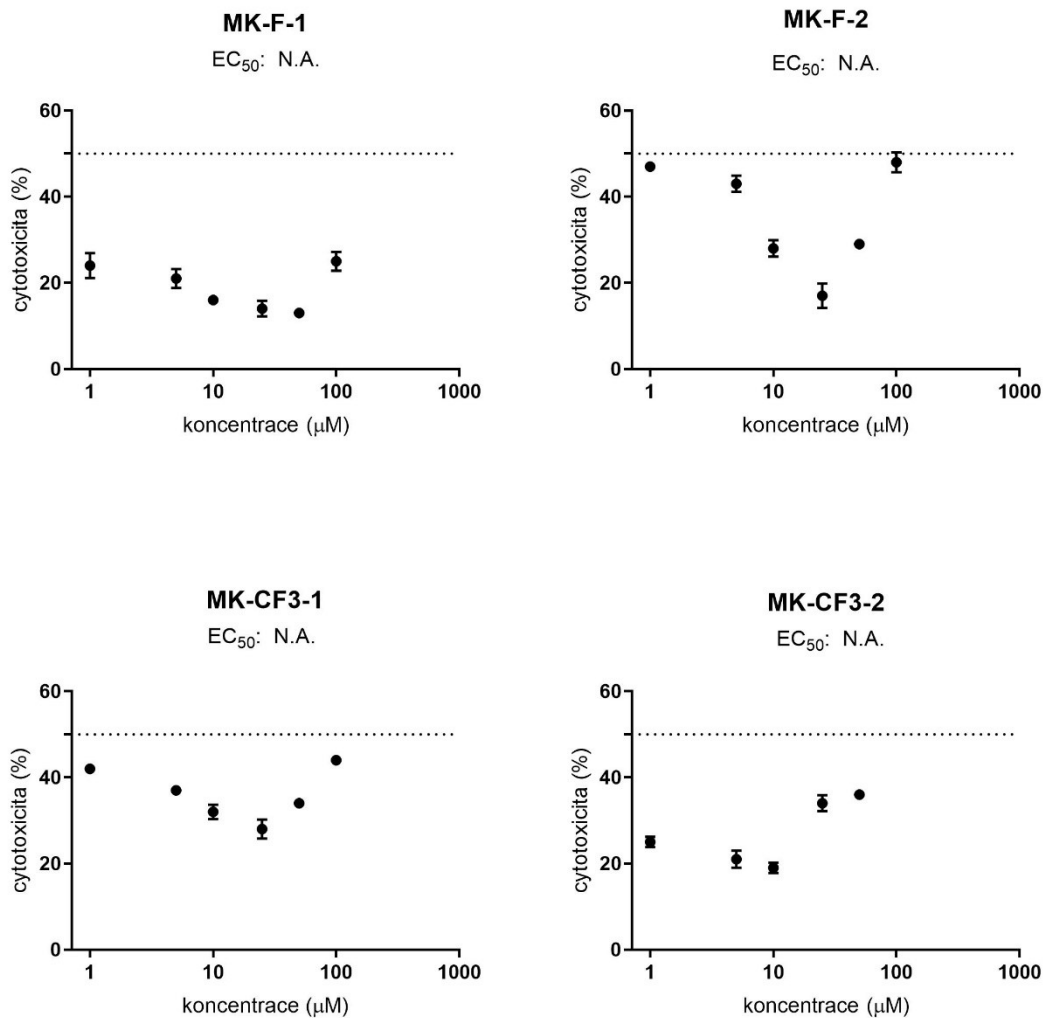 MK-F-1
EC50: N.A.
60
40
20
0
cytotoxicita (%)
1
10
100
1000
koncentrace (μM)
MK-F-2
EC50: N.A.
60
40
20
0
cytotoxicita (%)
1
10
100
1000
koncentrace (μM)
MK-CF3-1
EC50: N.A.
60
40
20
0
cytotoxicita (%)
1
10
100
1000
koncentrace (μM)
MK-CF3-2
EC50: N.A.
60
40
20
0
cytotoxicita (%)
1
10
100
1000
koncentrace (μM)